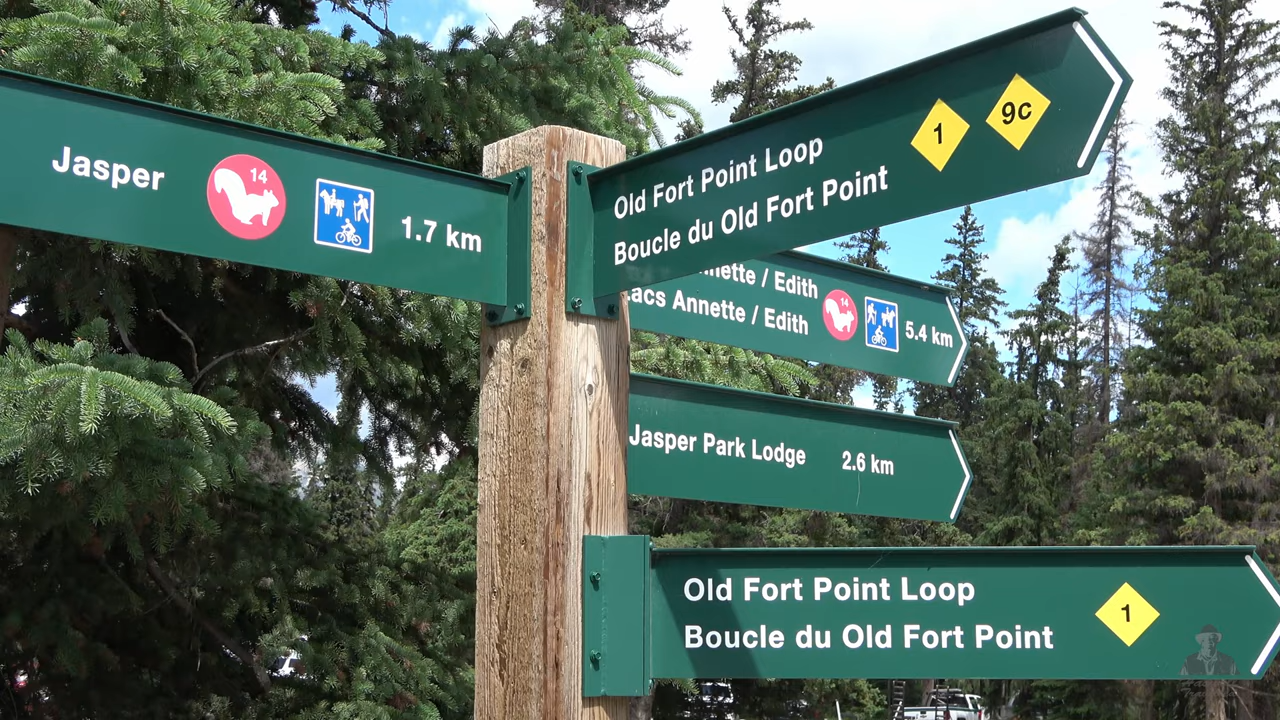 Jasper 14 1.7 km
Old Fort Point Loop 1 9c
Boucle du Old Fort Point
/ Edith
Annette / Edith 14 5.4 km
Jasper Park Lodge 2.6 km
Old Fort Point Loop
Boucle du Old Fort Point 1